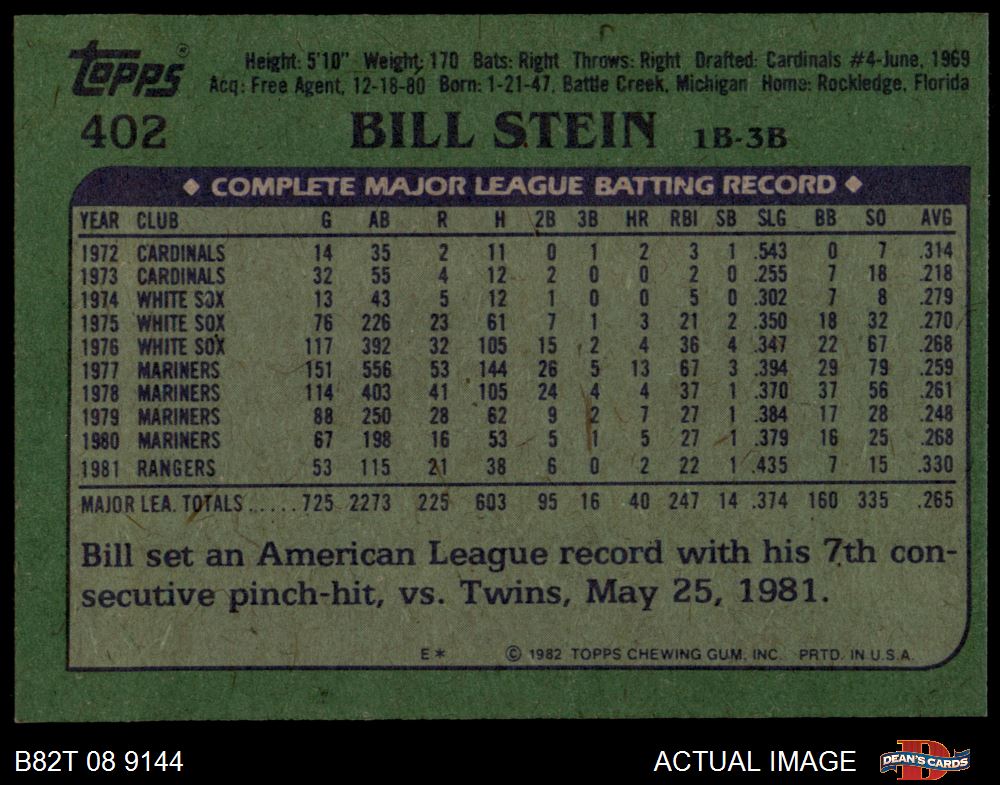 Topps®
Height: 5'10" Weight: 170 Bats: Right Throws: Right Drafted: Cardinals #4-June, 1969
Acq: Free Agent, 12-18-80 Born: 1-21-47, Battle Creek, Michigan Home: Rockledge, Florida
402 BILL STEIN 1B-3B
◆ COMPLETE MAJOR LEAGUE BATTING RECORD ◆
YEAR CLUB G AB R H 2B 3B HR RBI SB SLG BB SO AVG
1972 CARDINALS 14 35 2 11 0 1 2 3 1 .543 0 7 .314
1973 CARDINALS 32 55 4 12 2 0 0 2 0 .255 7 18 .218
1974 WHITE SOX 13 43 5 12 1 0 0 5 0 .302 7 8 .279
1975 WHITE SOX 76 226 23 61 7 1 3 21 2 .350 18 32 .270
1976 WHITE SOX 117 392 32 105 15 2 4 36 4 .347 22 67 .268
1977 MARINERS 151 556 53 144 26 5 13 67 3 .394 29 79 .259
1978 MARINERS 114 403 41 105 24 4 4 37 1 .370 37 56 .261
1979 MARINERS 88 250 28 62 9 2 7 27 1 .384 17 28 .248
1980 MARINERS 67 198 16 53 5 1 5 27 1 .379 16 25 .268
1981 RANGERS 53 115 21 38 6 0 2 22 1 .435 7 15 .330
MAJOR LEA. TOTALS.....725 2273 225 603 95 16 40 247 14 .374 160 335 .265
Bill set an American League record with his 7th con-
secutive pinch-hit, vs. Twins, May 25, 1981.
E* © 1982 TOPPS CHEWING GUM, INC. PRTD. IN U.S.A.
B82T 08 9144 ACTUAL IMAGE DEAN'S CARDS